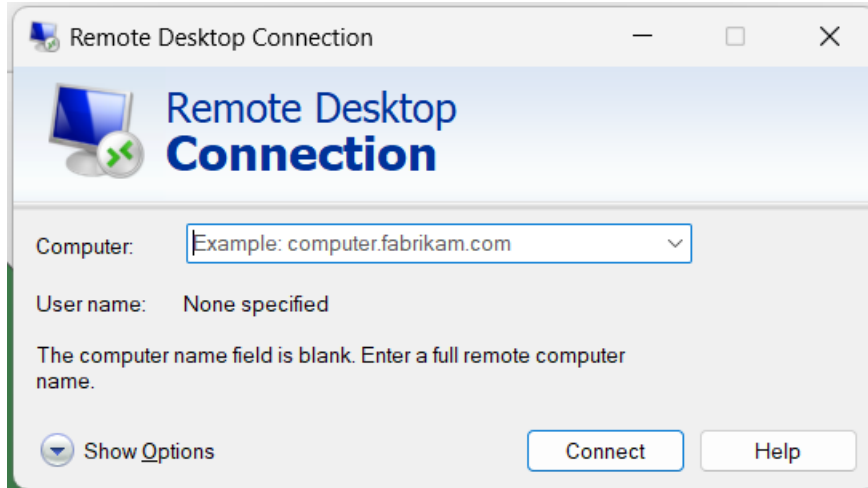 Remote Desktop Connection
Remote Desktop
Connection
Computer: Example: computer.fabrikam.com
User name: None specified
The computer name field is blank. Enter a full remote computer
name.
Show Options Connect Help